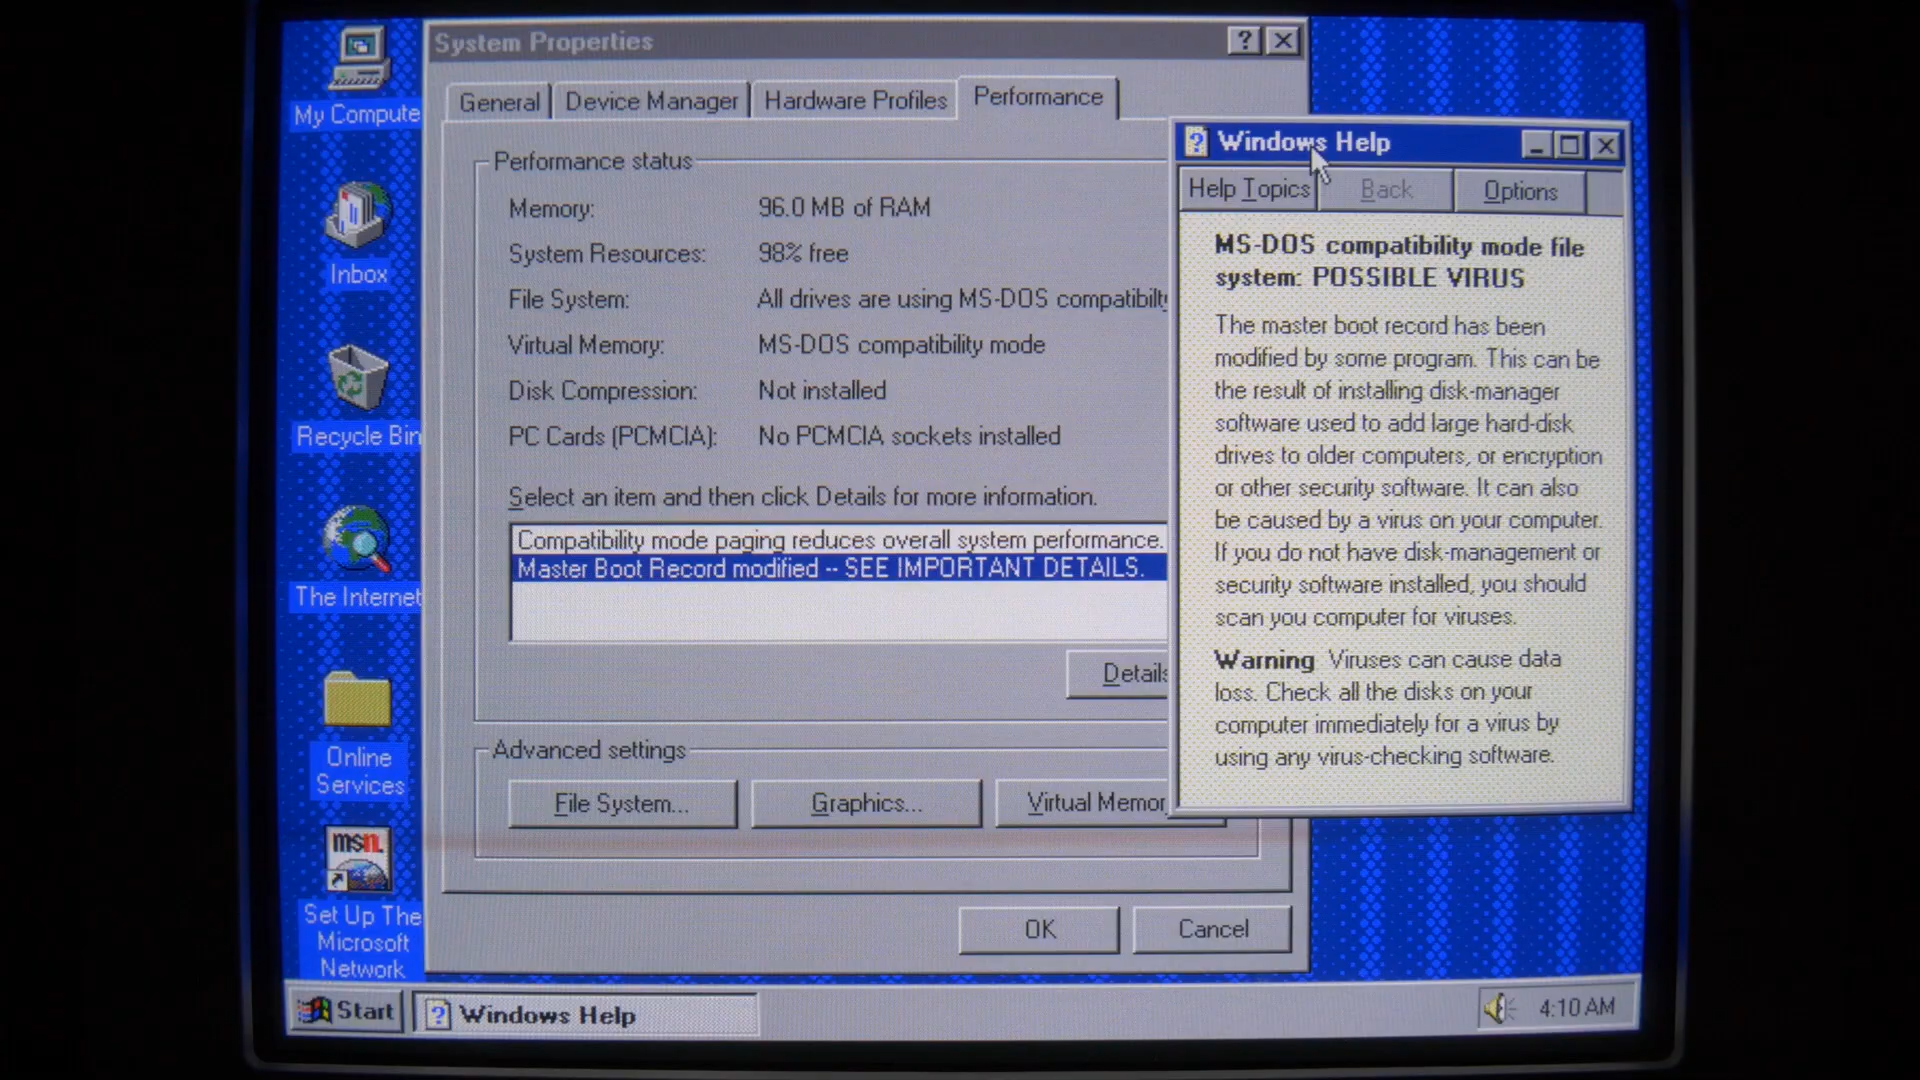 System Properties
General
Device Manager
Hardware Profiles
Performance
Performance status
Memory: 96.0 MB of RAM
System Resources: 98% free
File System: All drives are using MS-DOS compatibilty
Virtual Memory: MS-DOS compatibility mode
Disk Compression: Not installed
PC Cards (PCMCIA): No PCMCIA sockets installed
Select an item and then click Details for more information.
Compatibility mode paging reduces overall system performance.
Master Boot Record modified -- SEE IMPORTANT DETAILS.
Details
Advanced settings
File System...
Graphics...
Virtual Memor
OK
Cancel
Windows Help
Help Topics
Back
Options
MS-DOS compatibility mode file
system: POSSIBLE VIRUS
The master boot record has been
modified by some program. This can be
the result of installing disk-manager
software used to add large hard-disk
drives to older computers, or encryption
or other security software. It can also
be caused by a virus on your computer.
If you do not have disk-management or
security software installed, you should
scan you computer for viruses.
Warning Viruses can cause data
loss. Check all the disks on your
computer immediately for a virus by
using any virus-checking software.
My Compute
Inbox
Recycle Bin
The Internet
Online
Services
msn
Set Up The
Microsoft
Network
Start
Windows Help
4:10 AM